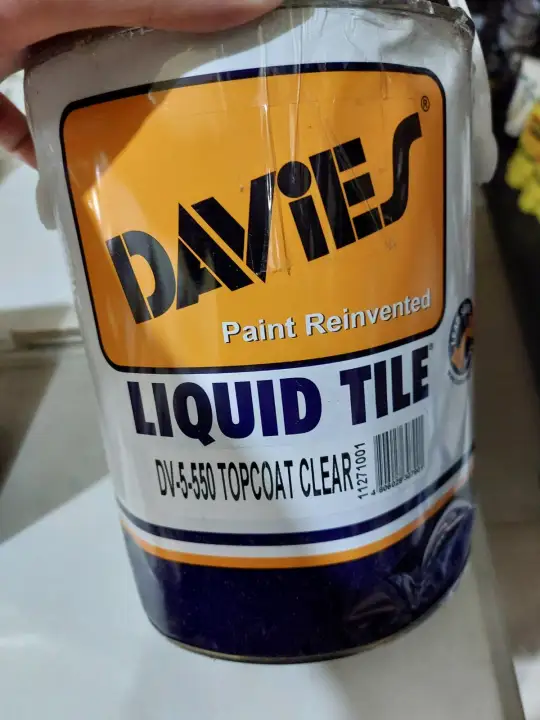 DAViES®
Paint Reinvented
LIQUID TILE®
DV-5-550 TOPCOAT CLEAR
11271001